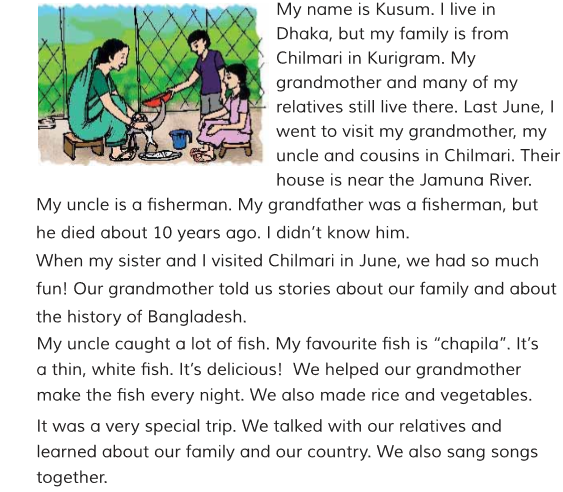 My name is Kusum. I live in
Dhaka, but my family is from
Chilmari in Kurigram. My
grandmother and many of my
relatives still live there. Last June, I
went to visit my grandmother, my
uncle and cousins in Chilmari. Their
house is near the Jamuna River.
My uncle is a fisherman. My grandfather was a fisherman, but
he died about 10 years ago. I didn’t know him.
When my sister and I visited Chilmari in June, we had so much
fun! Our grandmother told us stories about our family and about
the history of Bangladesh.
My uncle caught a lot of fish. My favourite fish is “chapila”. It’s
a thin, white fish. It’s delicious!  We helped our grandmother
make the fish every night. We also made rice and vegetables.
It was a very special trip. We talked with our relatives and
learned about our family and our country. We also sang songs
together.